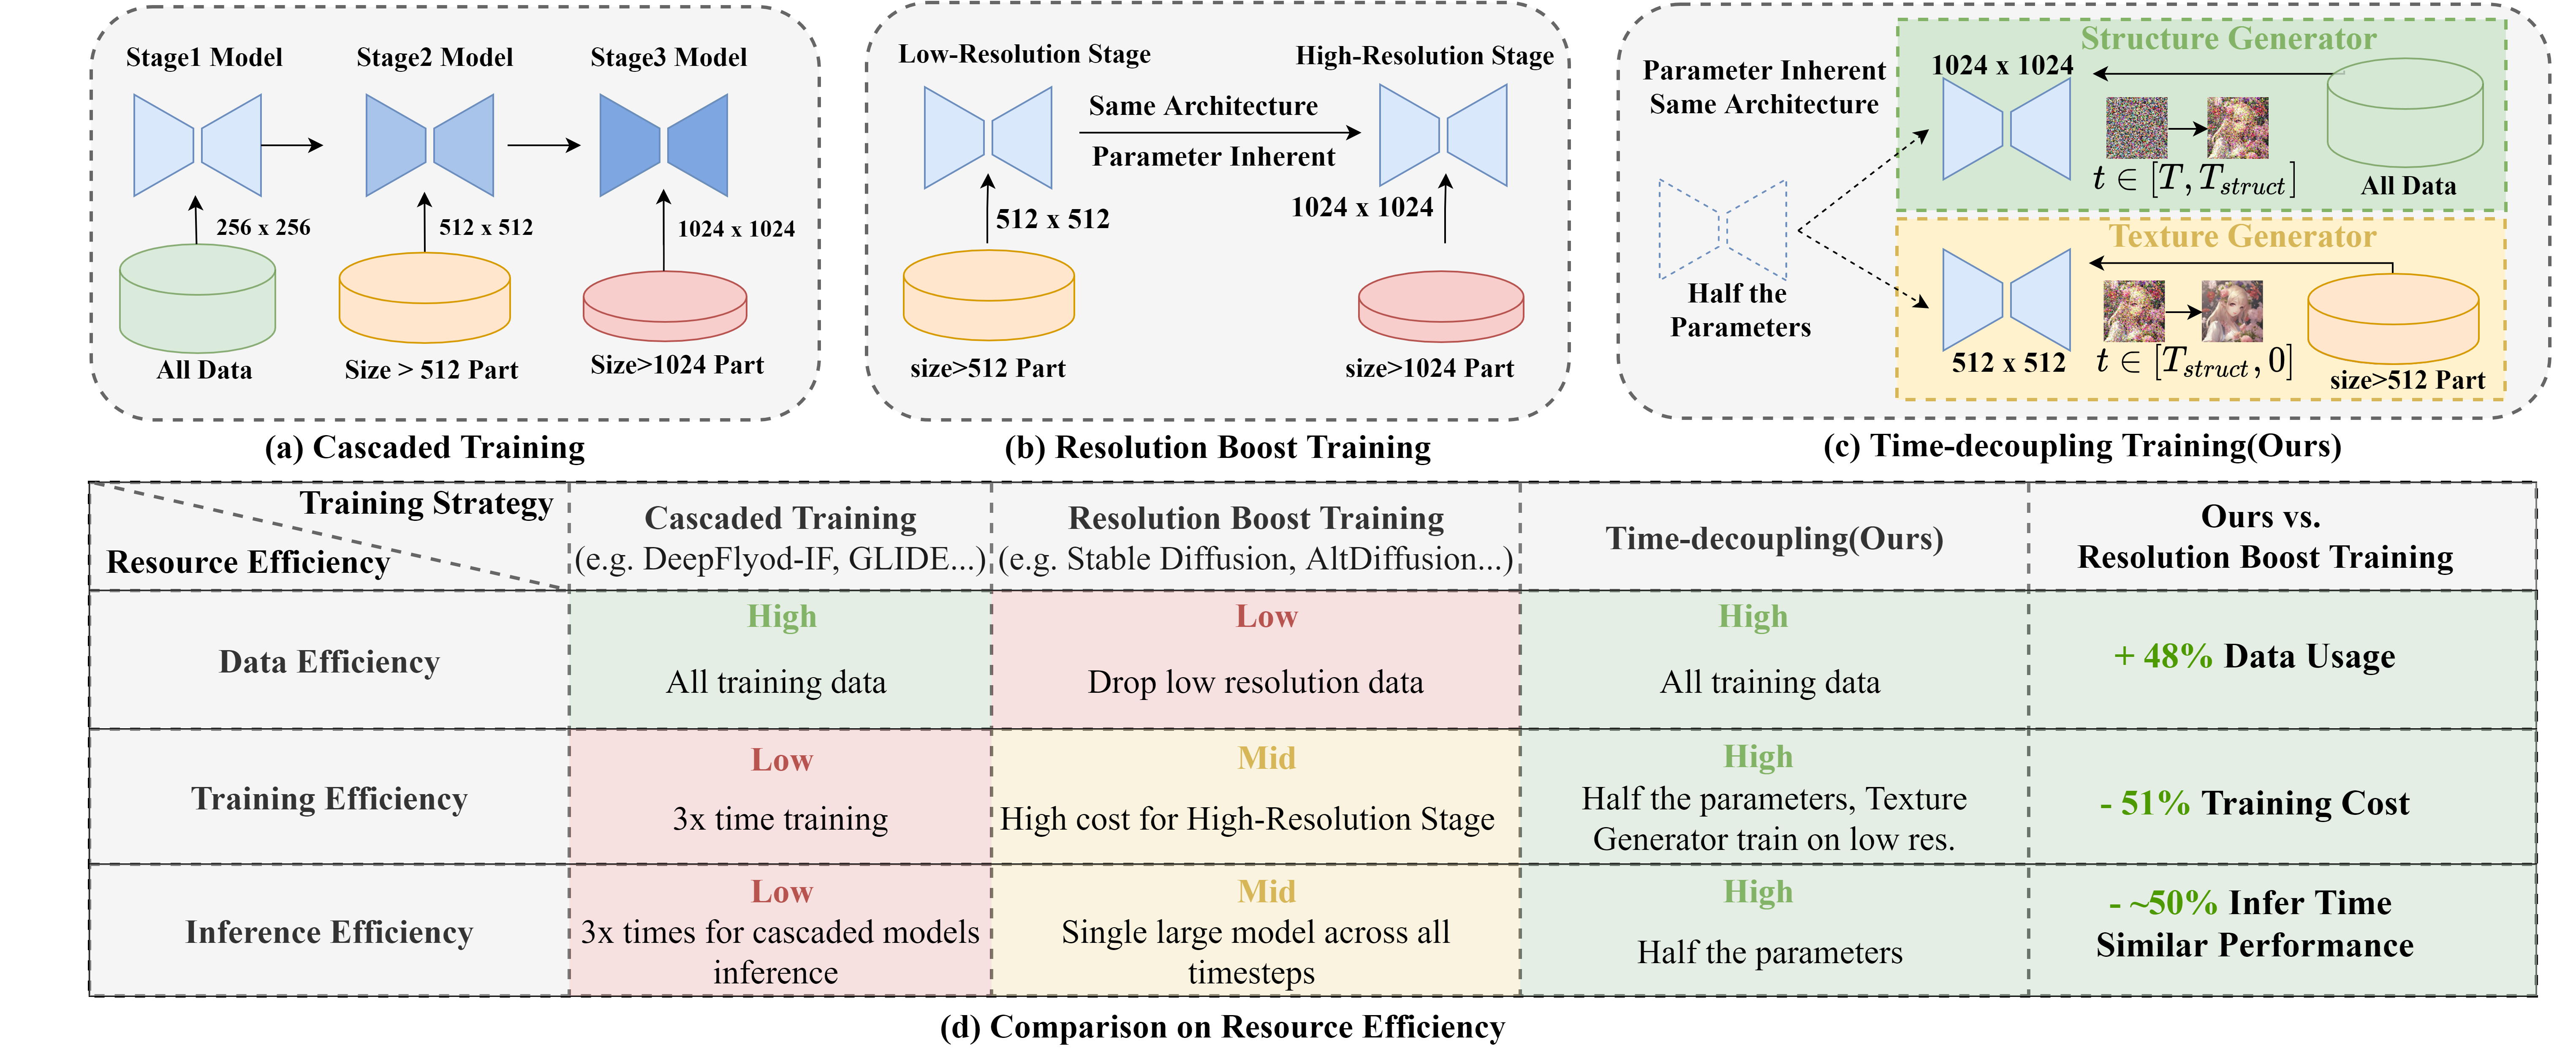 Stage1 Model
Stage2 Model
Stage3 Model
256 x 256
512 x 512
1024 x 1024
All Data
Size > 512 Part
Size>1024 Part
(a) Cascaded Training
Low-Resolution Stage
High-Resolution Stage
Same Architecture
Parameter Inherent
512 x 512
1024 x 1024
size>512 Part
size>1024 Part
(b) Resolution Boost Training
Parameter Inherent
Same Architecture
Half the
Parameters
Structure Generator
1024 x 1024
t ∈ [T, T_struct]
All Data
Texture Generator
512 x 512
t ∈ [T_struct, 0]
size>512 Part
(c) Time-decoupling Training(Ours)
Training Strategy
Resource Efficiency
Cascaded Training
(e.g. DeepFlyod-IF, GLIDE...)
Resolution Boost Training
(e.g. Stable Diffusion, AltDiffusion...)
Time-decoupling(Ours)
Ours vs.
Resolution Boost Training
Data Efficiency
High
All training data
Low
Drop low resolution data
High
All training data
+ 48% Data Usage
Training Efficiency
Low
3x time training
Mid
High cost for High-Resolution Stage
High
Half the parameters, Texture
Generator train on low res.
- 51% Training Cost
Inference Efficiency
Low
3x times for cascaded models
inference
Mid
Single large model across all
timesteps
High
Half the parameters
- ~50% Infer Time
Similar Performance
(d) Comparison on Resource Efficiency